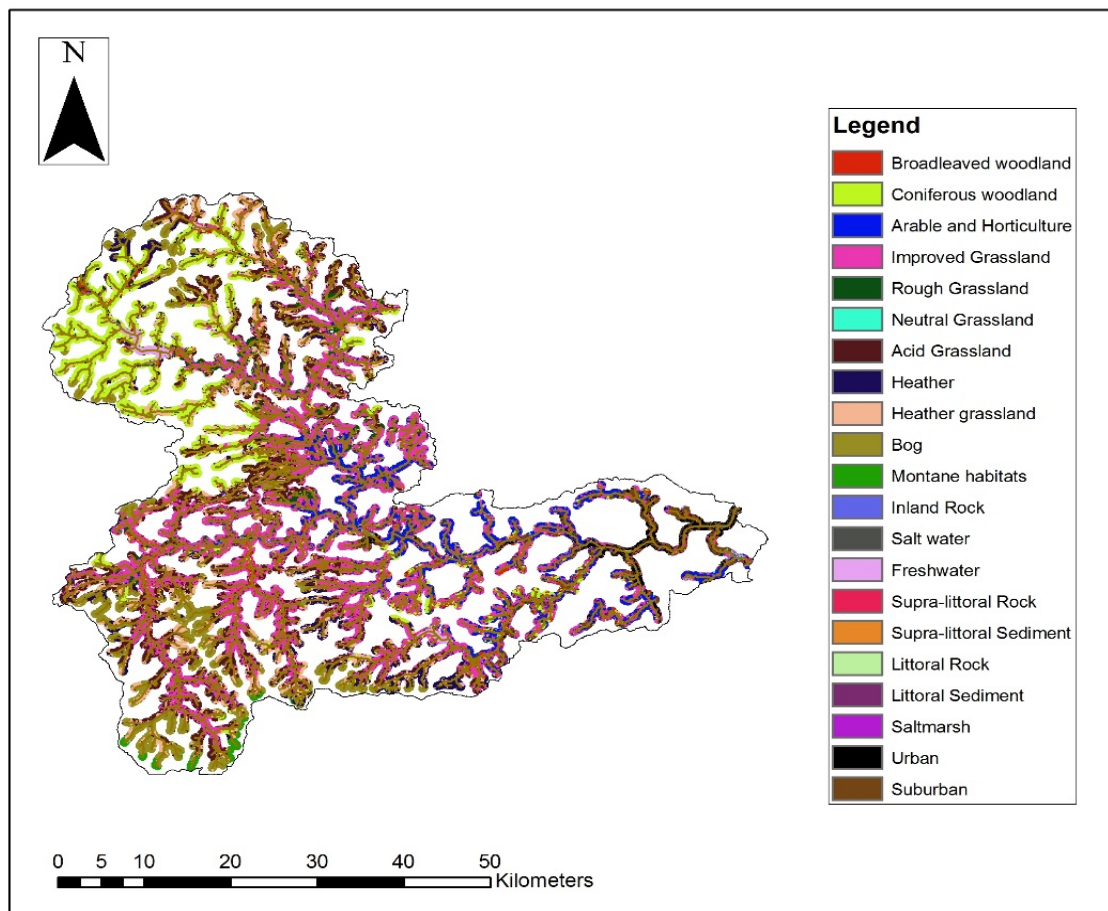 N
Legend
Broadleaved woodland
Coniferous woodland
Arable and Horticulture
Improved Grassland
Rough Grassland
Neutral Grassland
Acid Grassland
Heather
Heather grassland
Bog
Montane habitats
Inland Rock
Salt water
Freshwater
Supra-littoral Rock
Supra-littoral Sediment
Littoral Rock
Littoral Sediment
Saltmarsh
Urban
Suburban
0 5 10 20 30 40 50
Kilometers